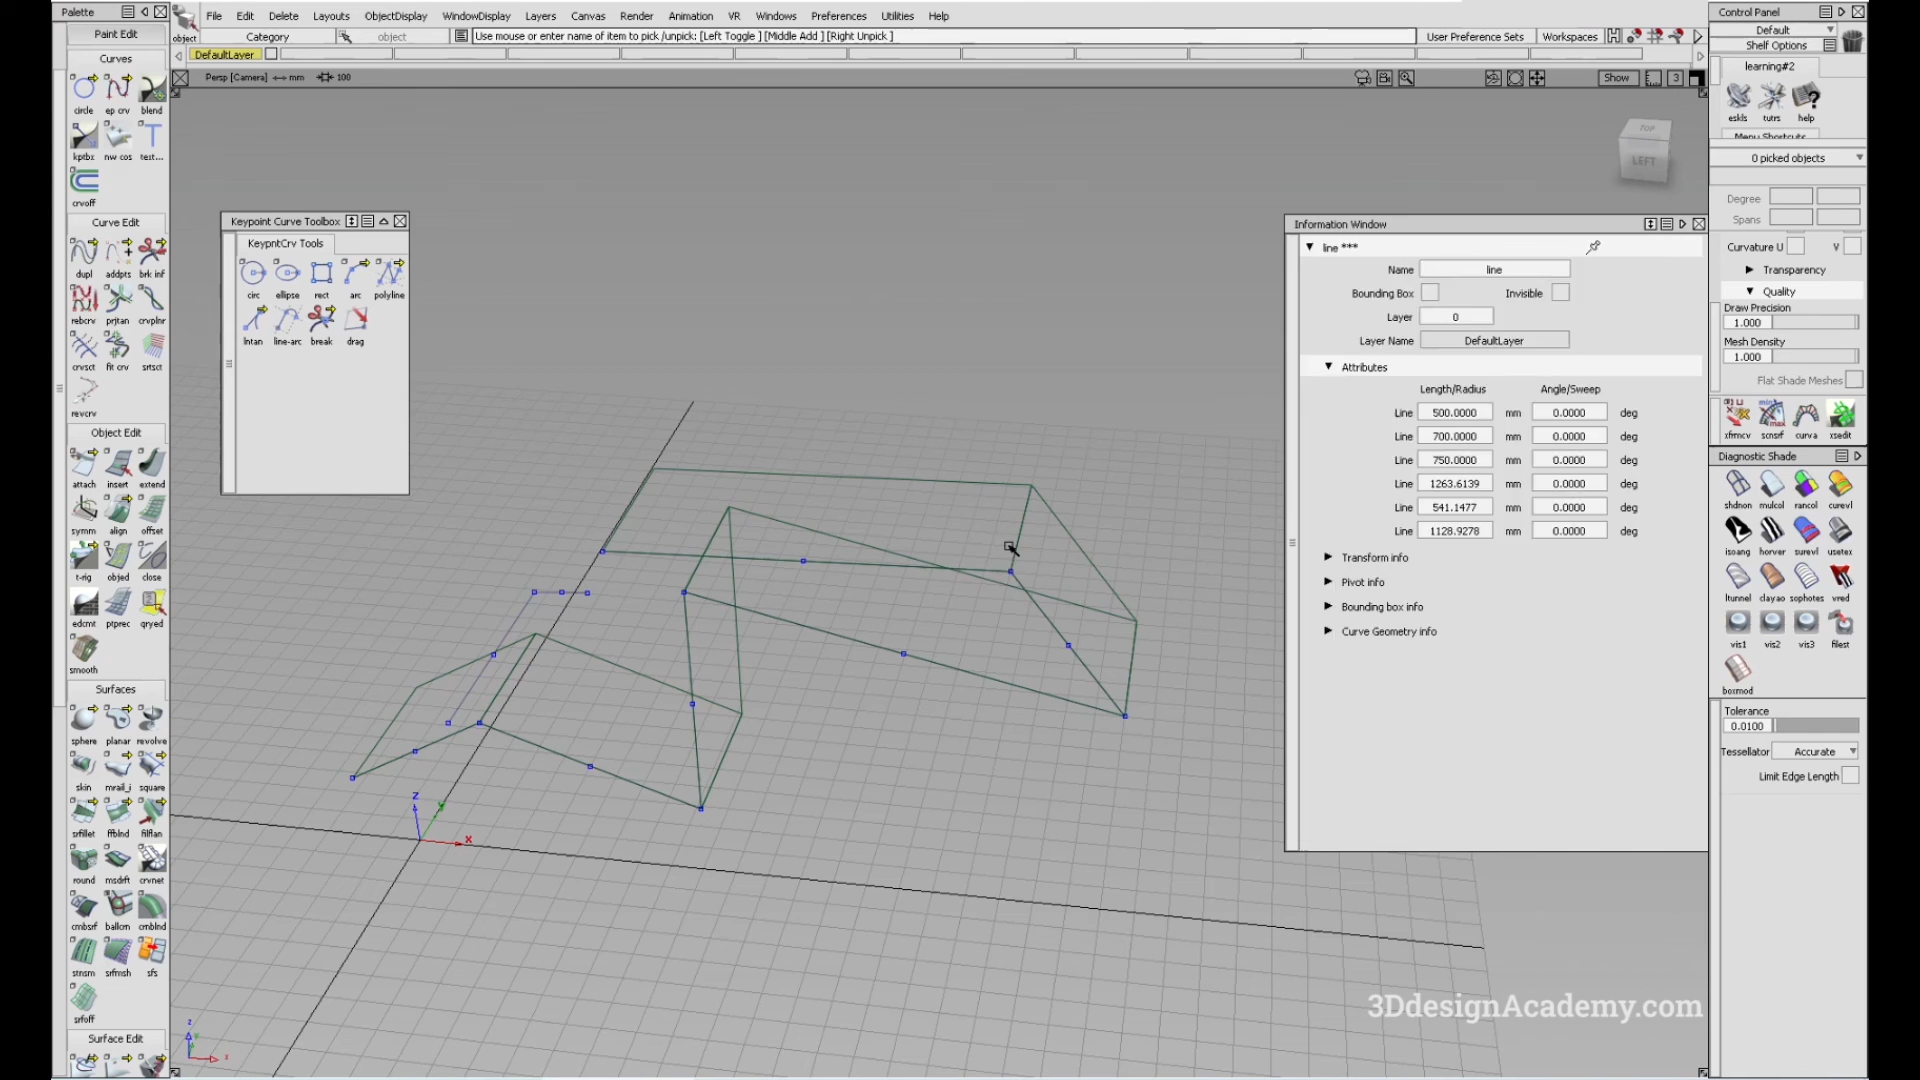 Palette
Paint Edit
Curves
circle ep crv blend
kptbx nw cos text...
crvoff
Curve Edit
dupl addpts brk inf
rebcrv prjtan crvplnr
crvsct fit crv srtsct
revcrv
Object Edit
attach insert extend
symm align offset
t-rig objed close
edcmt ptprec qryed
smooth
Surfaces
sphere planar revolve
skin mrail_i square
srfillet ffblnd filflan
round msdrft crvnet
cmbsrf ballcrn cmblnd
stnsm srfmsh sfs
srfoff
Surface Edit
object
File Edit Delete Layouts ObjectDisplay WindowDisplay Layers Canvas Render Animation VR Windows Preferences Utilities Help
Category object Use mouse or enter name of item to pick /unpick: [Left Toggle ] [Middle Add ] [Right Unpick ] User Preference Sets Workspaces
DefaultLayer
Persp [Camera] mm 100 Show 3
TOP
LEFT
Keypoint Curve Toolbox
KeypntCrv Tools
circ ellipse rect arc polyline
lntan line-arc break drag
Information Window
line ***
Name line
Bounding Box Invisible
Layer 0
Layer Name DefaultLayer
Attributes
Length/Radius Angle/Sweep
Line 500.0000 mm 0.0000 deg
Line 700.0000 mm 0.0000 deg
Line 750.0000 mm 0.0000 deg
Line 1263.6139 mm 0.0000 deg
Line 541.1477 mm 0.0000 deg
Line 1128.9278 mm 0.0000 deg
Transform info
Pivot info
Bounding box info
Curve Geometry info
Z
Y
X
3DdesignAcademy.com
Control Panel
Default
Shelf Options
learning#2
eskls tutrs help
Menu Shortcuts
0 picked objects
Degree
Spans
Curvature U V
Transparency
Quality
Draw Precision
1.000
Mesh Density
1.000
Flat Shade Meshes
xfrmcv scnsrf curva xsedit
Diagnostic Shade
shdnon mulcol rancol curevl
isoang horver surevl usetex
ltunnel clayao sophotes vred
vis1 vis2 vis3 filest
boxmod
Tolerance
0.0100
Tessellator Accurate
Limit Edge Length